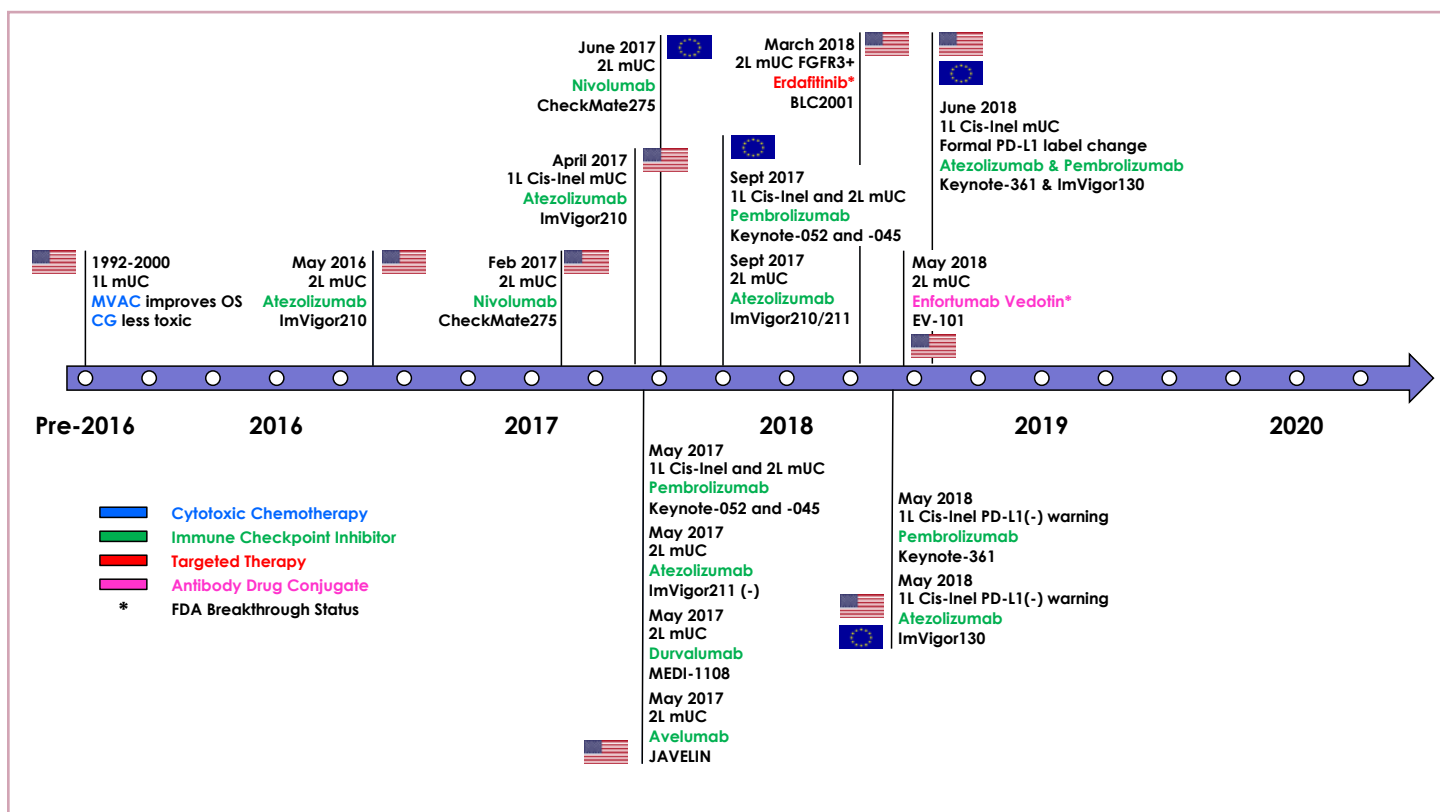 June 2017
2L mUC
Nivolumab
CheckMate275
March 2018
2L mUC FGFR3+
Erdafitinib*
BLC2001
June 2018
1L Cis-Inel mUC
Formal PD-L1 label change
Atezolizumab & Pembrolizumab
Keynote-361 & ImVigor130
April 2017
1L Cis-Inel mUC
Atezolizumab
ImVigor210
Sept 2017
1L Cis-Inel and 2L mUC
Pembrolizumab
Keynote-052 and -045
Sept 2017
2L mUC
Atezolizumab
ImVigor210/211
1992-2000
1L mUC
MVAC improves OS
CG less toxic
May 2016
2L mUC
Atezolizumab
ImVigor210
Feb 2017
2L mUC
Nivolumab
CheckMate275
May 2018
2L mUC
Enfortumab Vedotin*
EV-101
Pre-2016
2016
2017
2018
2019
2020
May 2017
1L Cis-Inel and 2L mUC
Pembrolizumab
Keynote-052 and -045
May 2017
2L mUC
Atezolizumab
ImVigor211 (-)
May 2017
2L mUC
Durvalumab
MEDI-1108
May 2017
2L mUC
Avelumab
JAVELIN
May 2018
1L Cis-Inel PD-L1(-) warning
Pembrolizumab
Keynote-361
May 2018
1L Cis-Inel PD-L1(-) warning
Atezolizumab
ImVigor130
Cytotoxic Chemotherapy
Immune Checkpoint Inhibitor
Targeted Therapy
Antibody Drug Conjugate
* FDA Breakthrough Status